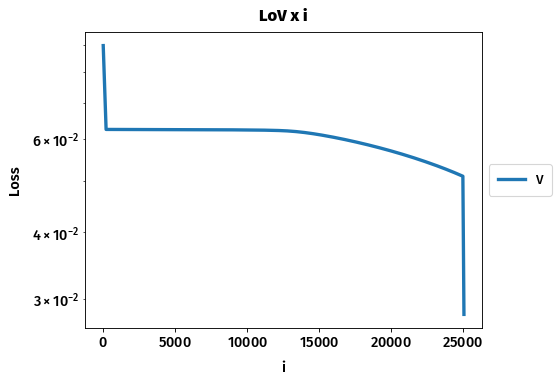 LoV x i
6 × 10⁻²
4 × 10⁻²
3 × 10⁻²
Loss
0 5000 10000 15000 20000 25000
i
V